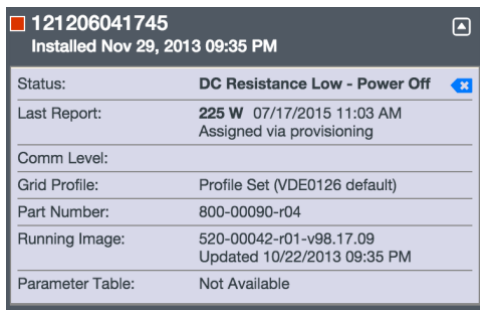 121206041745
Installed Nov 29, 2013 09:35 PM
Status: DC Resistance Low - Power Off
Last Report: 225 W 07/17/2015 11:03 AM
Assigned via provisioning
Comm Level:
Grid Profile: Profile Set (VDE0126 default)
Part Number: 800-00090-r04
Running Image: 520-00042-r01-v98.17.09
Updated 10/22/2013 09:35 PM
Parameter Table: Not Available